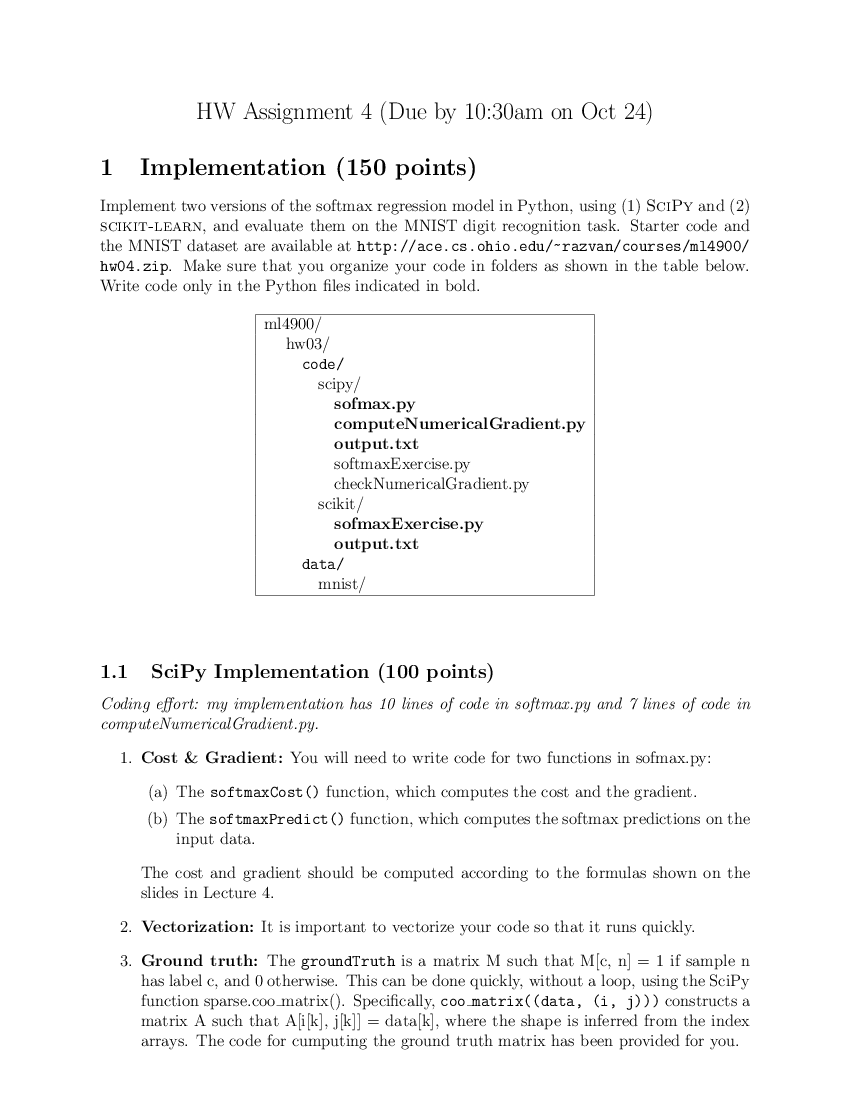 HW Assignment 4 (Due by 10:30am on Oct 24)
1 Implementation (150 points)
Implement two versions of the softmax regression model in Python, using (1) SciPy and (2)
scikit-learn, and evaluate them on the MNIST digit recognition task. Starter code and
the MNIST dataset are available at http://ace.cs.ohio.edu/~razvan/courses/ml4900/
hw04.zip. Make sure that you organize your code in folders as shown in the table below.
Write code only in the Python files indicated in bold.
ml4900/
hw03/
code/
scipy/
sofmax.py
computeNumericalGradient.py
output.txt
softmaxExercise.py
checkNumericalGradient.py
scikit/
sofmaxExercise.py
output.txt
data/
mnist/
1.1 SciPy Implementation (100 points)
Coding effort: my implementation has 10 lines of code in softmax.py and 7 lines of code in
computeNumericalGradient.py.
1. Cost & Gradient: You will need to write code for two functions in sofmax.py:
(a) The softmaxCost() function, which computes the cost and the gradient.
(b) The softmaxPredict() function, which computes the softmax predictions on the
input data.
The cost and gradient should be computed according to the formulas shown on the
slides in Lecture 4.
2. Vectorization: It is important to vectorize your code so that it runs quickly.
3. Ground truth: The groundTruth is a matrix M such that M[c, n] = 1 if sample n
has label c, and 0 otherwise. This can be done quickly, without a loop, using the SciPy
function sparse.coo_matrix(). Specifically, coo_matrix((data, (i, j))) constructs a
matrix A such that A[i[k], j[k]] = data[k], where the shape is inferred from the index
arrays. The code for cumputing the ground truth matrix has been provided for you.